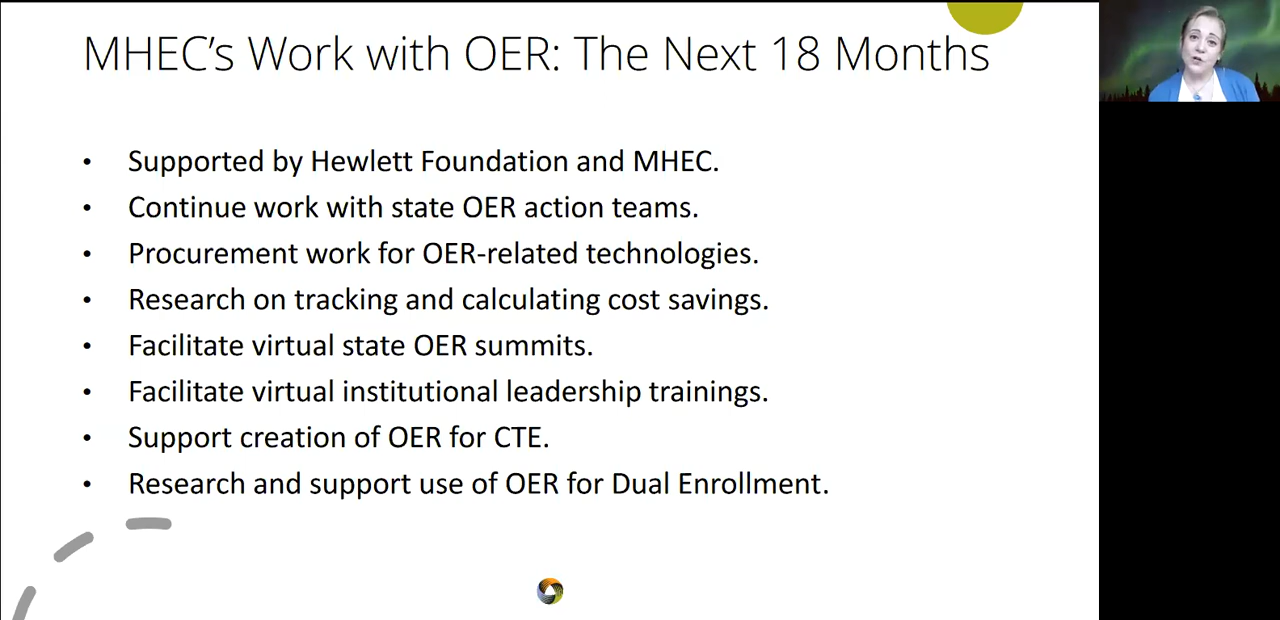 MHEC's Work with OER: The Next 18 Months
• Supported by Hewlett Foundation and MHEC.
• Continue work with state OER action teams.
• Procurement work for OER-related technologies.
• Research on tracking and calculating cost savings.
• Facilitate virtual state OER summits.
• Facilitate virtual institutional leadership trainings.
• Support creation of OER for CTE.
• Research and support use of OER for Dual Enrollment.